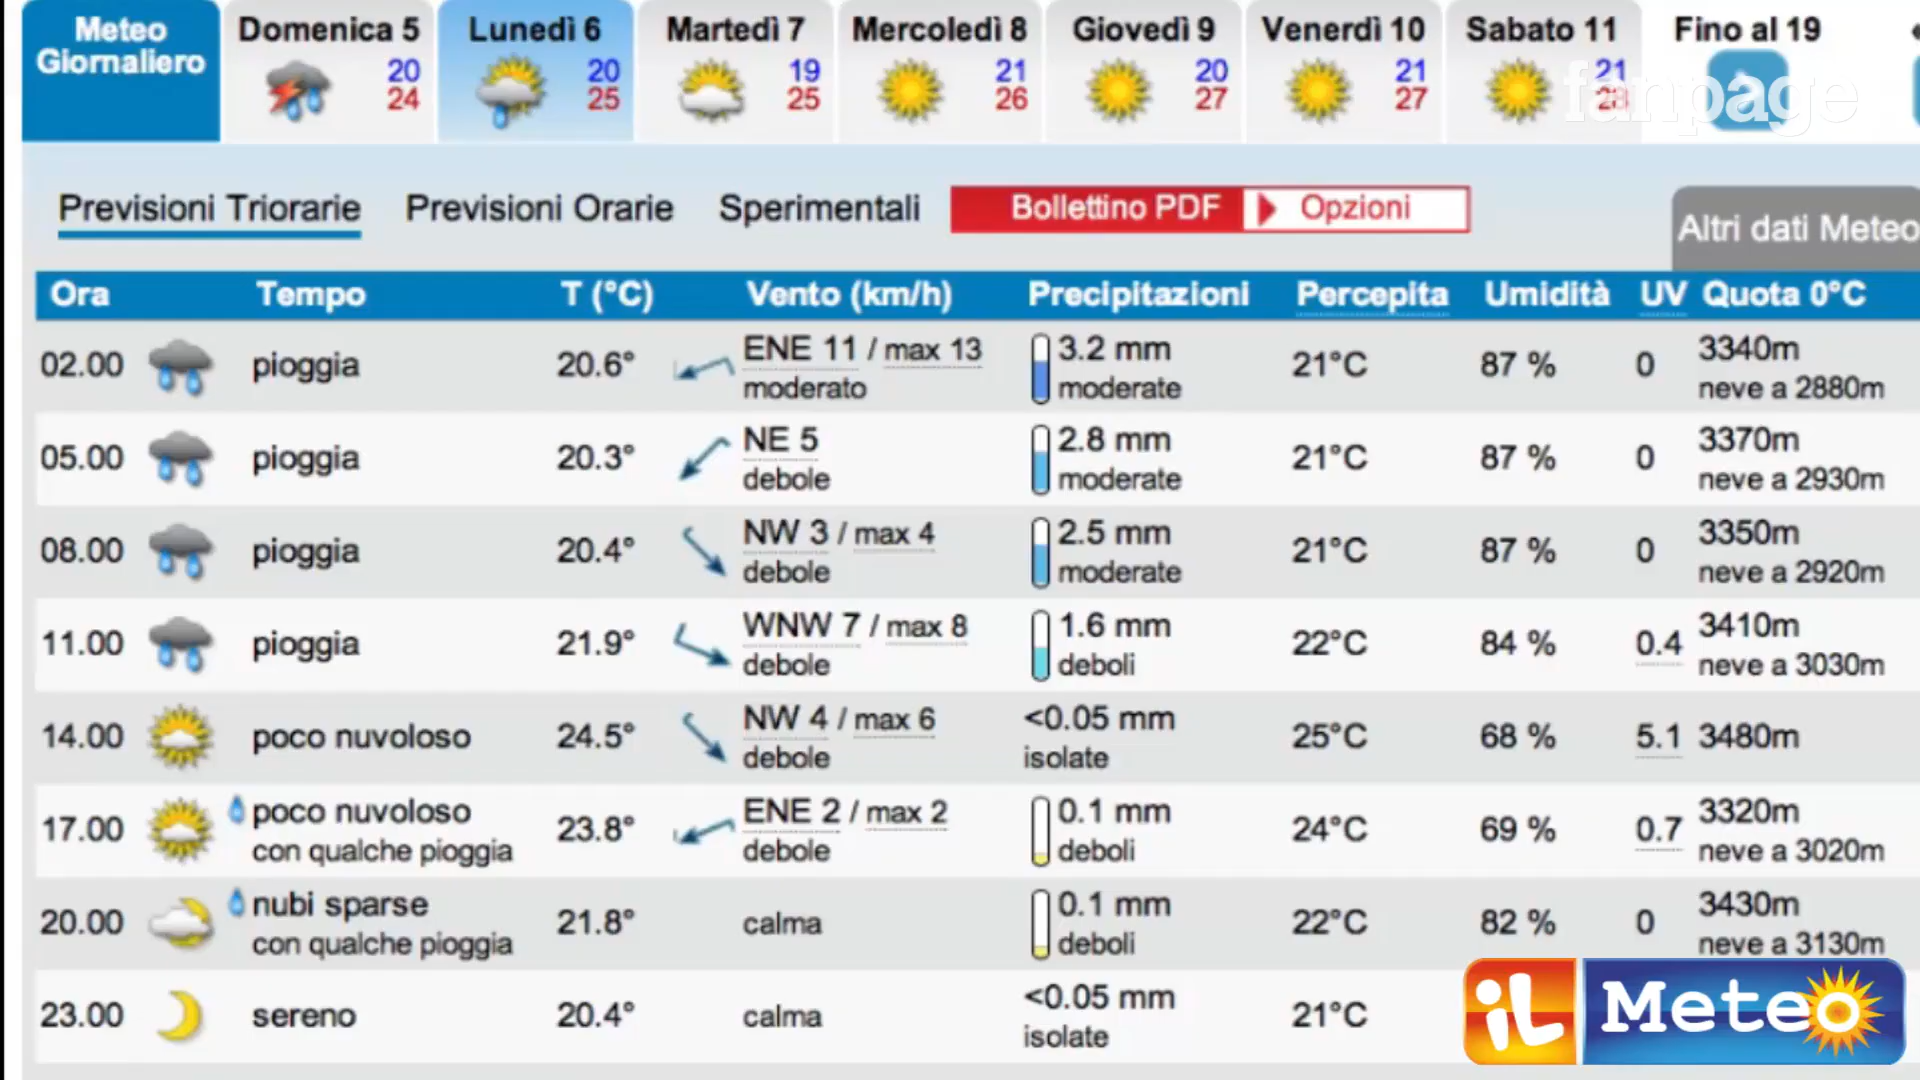 Meteo
Giornaliero
Domenica 5
20
24
Lunedì 6
20
25
Martedì 7
19
25
Mercoledì 8
21
26
Giovedì 9
20
27
Venerdì 10
21
27
Sabato 11
21
28
Fino al 19
fanpage
Previsioni Triorarie
Previsioni Orarie
Sperimentali
Bollettino PDF
Opzioni
Altri dati Meteo
Ora Tempo T (°C) Vento (km/h) Precipitazioni Percepita Umidità UV Quota 0°C
02.00 pioggia 20.6° ENE 11 / max 13 3.2 mm 21°C 87 % 0 3340m
moderato moderate neve a 2880m
05.00 pioggia 20.3° NE 5 2.8 mm 21°C 87 % 0 3370m
debole moderate neve a 2930m
08.00 pioggia 20.4° NW 3 / max 4 2.5 mm 21°C 87 % 0 3350m
debole moderate neve a 2920m
11.00 pioggia 21.9° WNW 7 / max 8 1.6 mm 22°C 84 % 0.4 3410m
debole deboli neve a 3030m
14.00 poco nuvoloso 24.5° NW 4 / max 6 <0.05 mm 25°C 68 % 5.1 3480m
debole isolate
17.00 poco nuvoloso 23.8° ENE 2 / max 2 0.1 mm 24°C 69 % 0.7 3320m
con qualche pioggia debole deboli neve a 3020m
20.00 nubi sparse 21.8° calma 0.1 mm 22°C 82 % 0 3430m
con qualche pioggia deboli neve a 3130m
23.00 sereno 20.4° calma <0.05 mm 21°C
isolate
iL Meteo